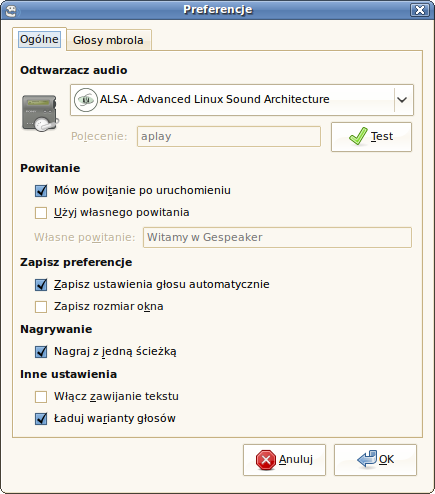 Preferencje
Ogólne
Głosy mbrola
Odtwarzacz audio
ALSA - Advanced Linux Sound Architecture
Polecenie: aplay
Test
Powitanie
Mów powitanie po uruchomieniu
Użyj własnego powitania
Własne powitanie: Witamy w Gespeaker
Zapisz preferencje
Zapisz ustawienia głosu automatycznie
Zapisz rozmiar okna
Nagrywanie
Nagraj z jedną ścieżką
Inne ustawienia
Włącz zawijanie tekstu
Ładuj warianty głosów
Anuluj
OK